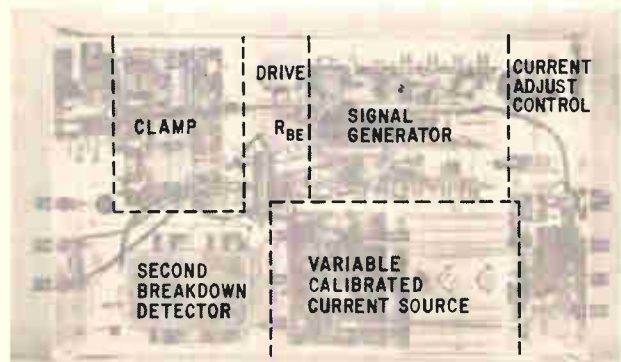 CLAMP
DRIVE
R_BE
SIGNAL
GENERATOR
CURRENT
ADJUST
CONTROL
SECOND
BREAKDOWN
DETECTOR
VARIABLE
CALIBRATED
CURRENT SOURCE